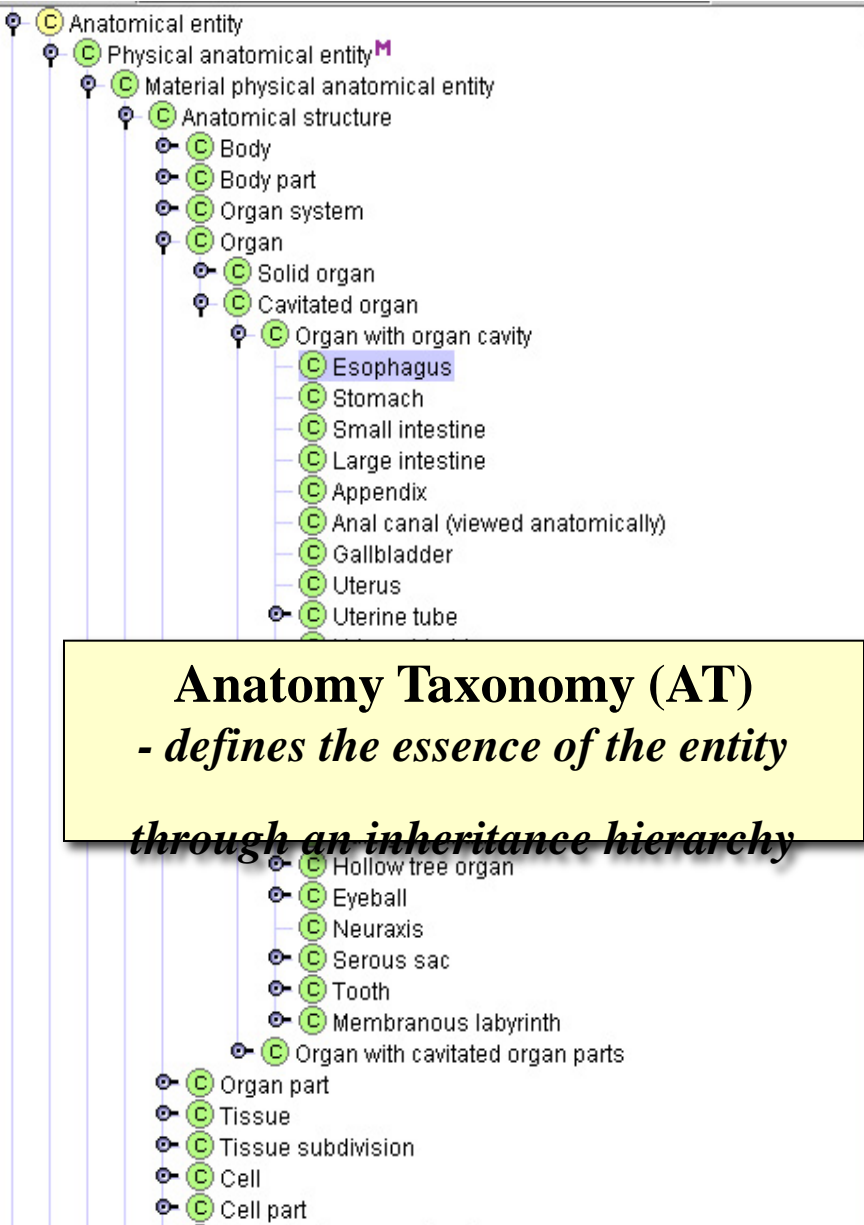 Anatomical entity
Physical anatomical entity M
Material physical anatomical entity
Anatomical structure
Body
Body part
Organ system
Organ
Solid organ
Cavitated organ
Organ with organ cavity
Esophagus
Stomach
Small intestine
Large intestine
Appendix
Anal canal (viewed anatomically)
Gallbladder
Uterus
Uterine tube
Anatomy Taxonomy (AT)
- defines the essence of the entity
through an inheritance hierarchy
Hollow tree organ
Eyeball
Neuraxis
Serous sac
Tooth
Membranous labyrinth
Organ with cavitated organ parts
Organ part
Tissue
Tissue subdivision
Cell
Cell part